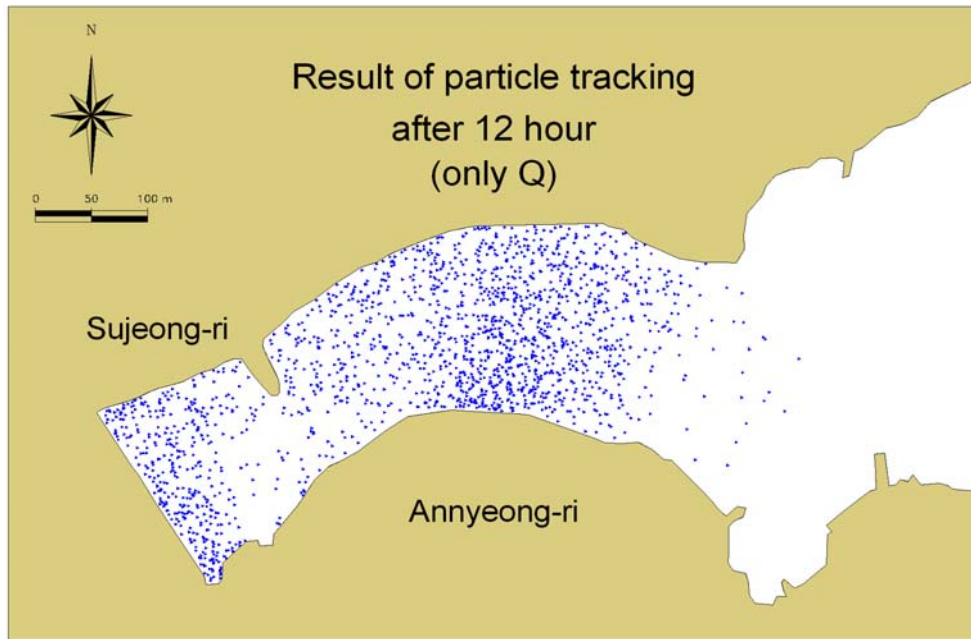 N
Result of particle tracking
after 12 hour
(only Q)
0 50 100 m
Sujeong-ri
Annyeong-ri